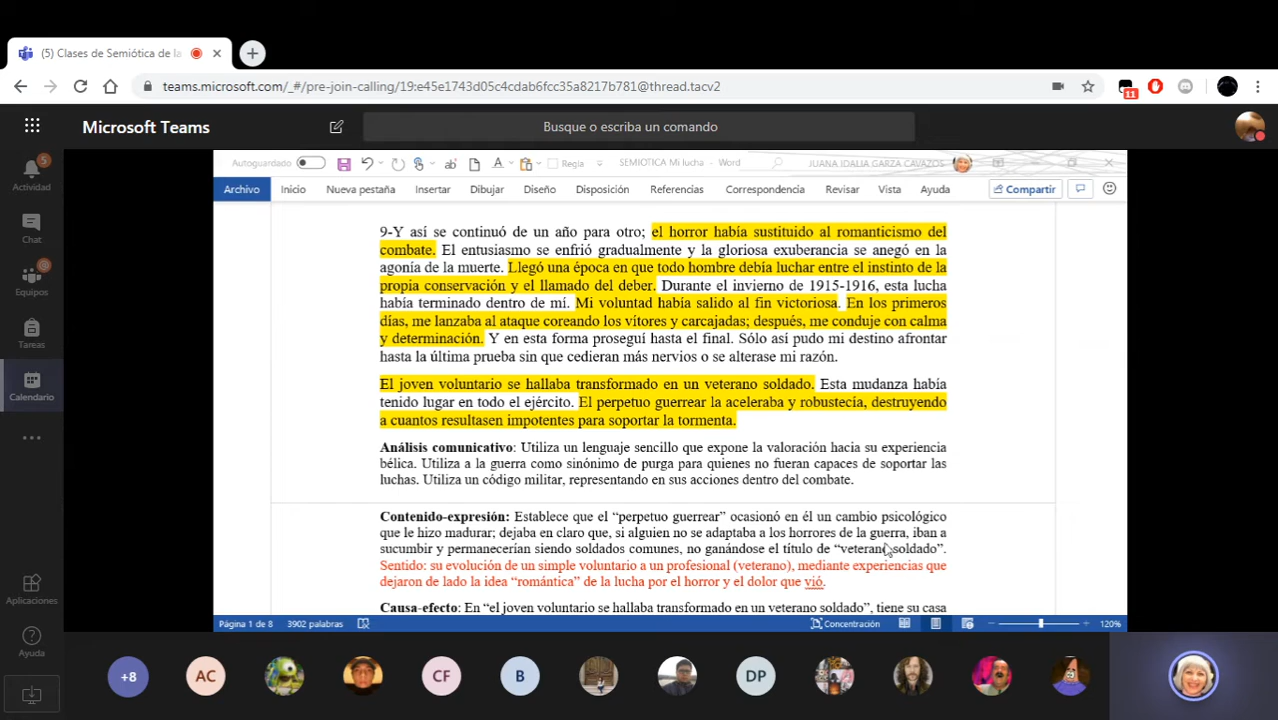 (5) Clases de Semiótica de la
teams.microsoft.com/_#/pre-join-calling/19:e45e1743d05c4cdab6fcc35a8217b781@thread.tacv2
11
Microsoft Teams
Busque o escriba un comando
5
Actividad
Chat
Equipos
Tareas
Calendario
Aplicaciones
Ayuda
Autoguardado
Regla
SEMIOTICA Mi lucha - Word
JUANA IDALIA GARZA CAVAZOS
Archivo Inicio Nueva pestaña Insertar Dibujar Diseño Disposición Referencias Correspondencia Revisar Vista Ayuda Compartir
9-Y así se continuó de un año para otro; el horror había sustituido al romanticismo del
combate. El entusiasmo se enfrió gradualmente y la gloriosa exuberancia se anegó en la
agonía de la muerte. Llegó una época en que todo hombre debía luchar entre el instinto de la
propia conservación y el llamado del deber. Durante el invierno de 1915-1916, esta lucha
había terminado dentro de mí. Mi voluntad había salido al fin victoriosa. En los primeros
días, me lanzaba al ataque coreando los vítores y carcajadas; después, me conduje con calma
y determinación. Y en esta forma proseguí hasta el final. Sólo así pudo mi destino afrontar
hasta la última prueba sin que cedieran más nervios o se alterase mi razón.
El joven voluntario se hallaba transformado en un veterano soldado. Esta mudanza había
tenido lugar en todo el ejército. El perpetuo guerrear la aceleraba y robustecía, destruyendo
a cuantos resultasen impotentes para soportar la tormenta.
Análisis comunicativo: Utiliza un lenguaje sencillo que expone la valoración hacia su experiencia
bélica. Utiliza a la guerra como sinónimo de purga para quienes no fueran capaces de soportar las
luchas. Utiliza un código militar, representando en sus acciones dentro del combate.
Contenido-expresión: Establece que el “perpetuo guerrear” ocasionó en él un cambio psicológico
que le hizo madurar; dejaba en claro que, si alguien no se adaptaba a los horrores de la guerra, iban a
sucumbir y permanecerían siendo soldados comunes, no ganándose el título de “veterano soldado”.
Sentido: su evolución de un simple voluntario a un profesional (veterano), mediante experiencias que
dejaron de lado la idea “romántica” de la lucha por el horror y el dolor que vió.
Causa-efecto: En “el joven voluntario se hallaba transformado en un veterano soldado”, tiene su casa
Página 1 de 8 3902 palabras Concentración 120%
+8 AC CF B DP